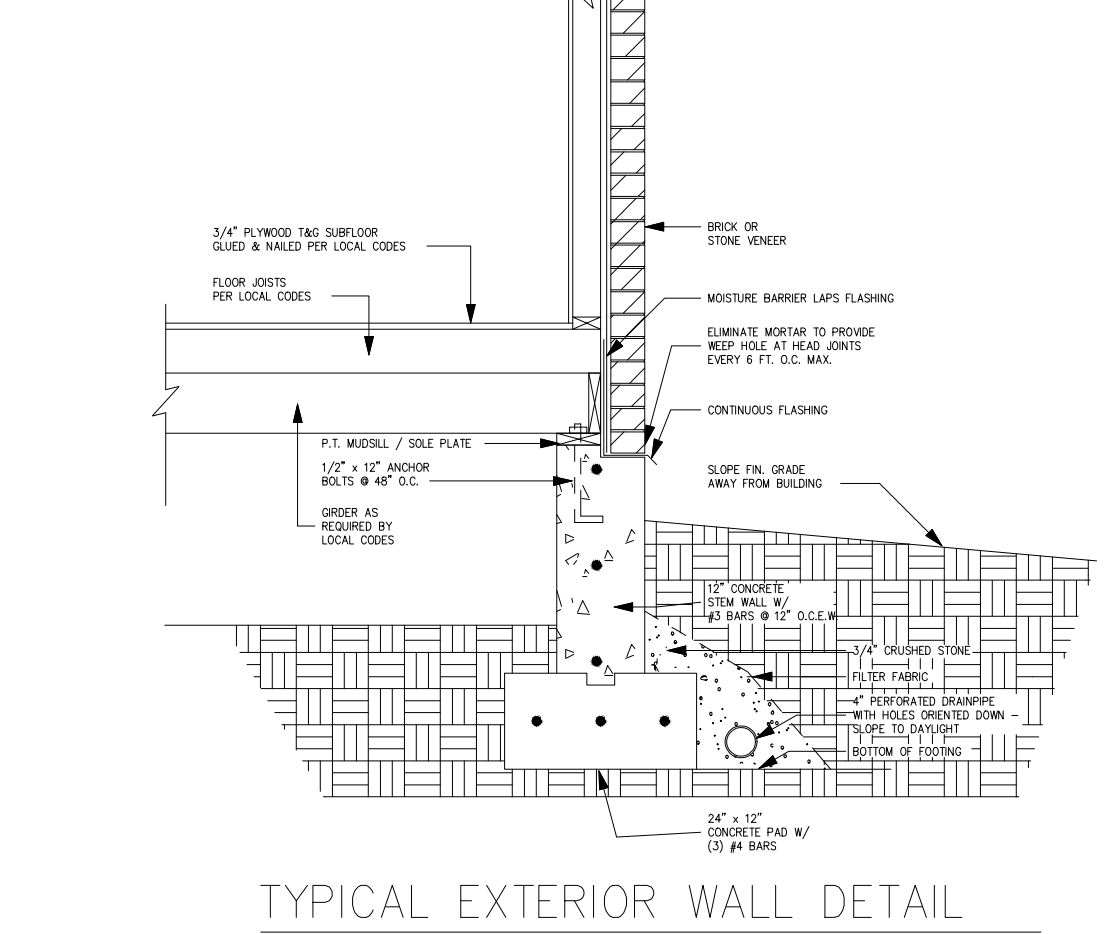 3/4" PLYWOOD T&G SUBFLOOR
GLUED & NAILED PER LOCAL CODES
FLOOR JOISTS
PER LOCAL CODES
P.T. MUDSILL / SOLE PLATE
1/2" x 12" ANCHOR
BOLTS @ 48" O.C.
GIRDER AS
REQUIRED BY
LOCAL CODES
BRICK OR
STONE VENEER
MOISTURE BARRIER LAPS FLASHING
ELIMINATE MORTAR TO PROVIDE
WEEP HOLE AT HEAD JOINTS
EVERY 6 FT. O.C. MAX.
CONTINUOUS FLASHING
SLOPE FIN. GRADE
AWAY FROM BUILDING
12" CONCRETE
STEM WALL W/
#3 BARS @ 12" O.C.E.W
3/4" CRUSHED STONE
FILTER FABRIC
4" PERFORATED DRAINPIPE
WITH HOLES ORIENTED DOWN –
SLOPE TO DAYLIGHT
BOTTOM OF FOOTING
24" x 12"
CONCRETE PAD W/
(3) #4 BARS
TYPICAL EXTERIOR WALL DETAIL